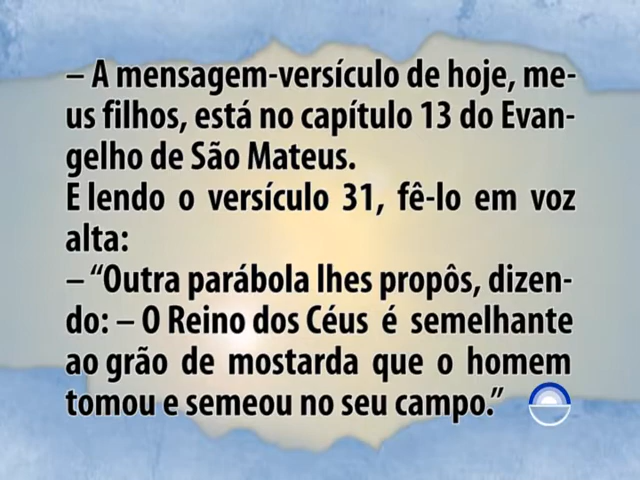 – A mensagem-versículo de hoje, me-
us filhos, está no capítulo 13 do Evan-
gelho de São Mateus.
E lendo o versículo 31, fê-lo em voz
alta:
– “Outra parábola lhes propôs, dizen-
do: – O Reino dos Céus é semelhante
ao grão de mostarda que o homem
tomou e semeou no seu campo.”